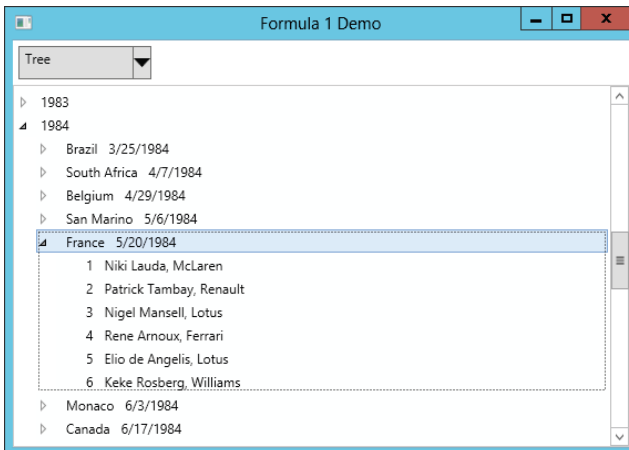 Formula 1 Demo
Tree
1983
1984
Brazil 3/25/1984
South Africa 4/7/1984
Belgium 4/29/1984
San Marino 5/6/1984
France 5/20/1984
1 Niki Lauda, McLaren
2 Patrick Tambay, Renault
3 Nigel Mansell, Lotus
4 Rene Arnoux, Ferrari
5 Elio de Angelis, Lotus
6 Keke Rosberg, Williams
Monaco 6/3/1984
Canada 6/17/1984